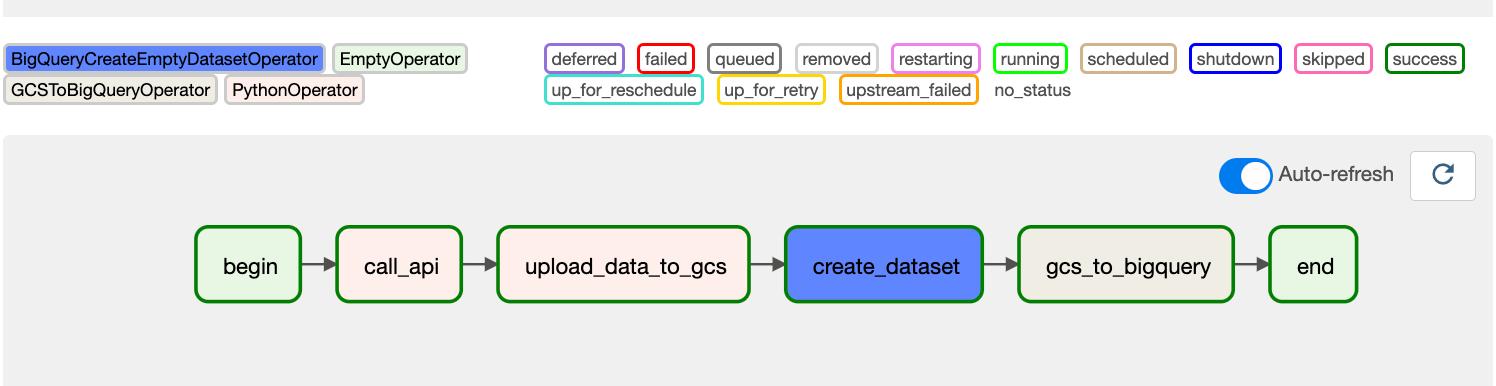 BigQueryCreateEmptyDatasetOperator EmptyOperator
GCSToBigQueryOperator PythonOperator
deferred failed queued removed restarting running scheduled shutdown skipped success
up_for_reschedule up_for_retry upstream_failed no_status
Auto-refresh
begin call_api upload_data_to_gcs create_dataset gcs_to_bigquery end